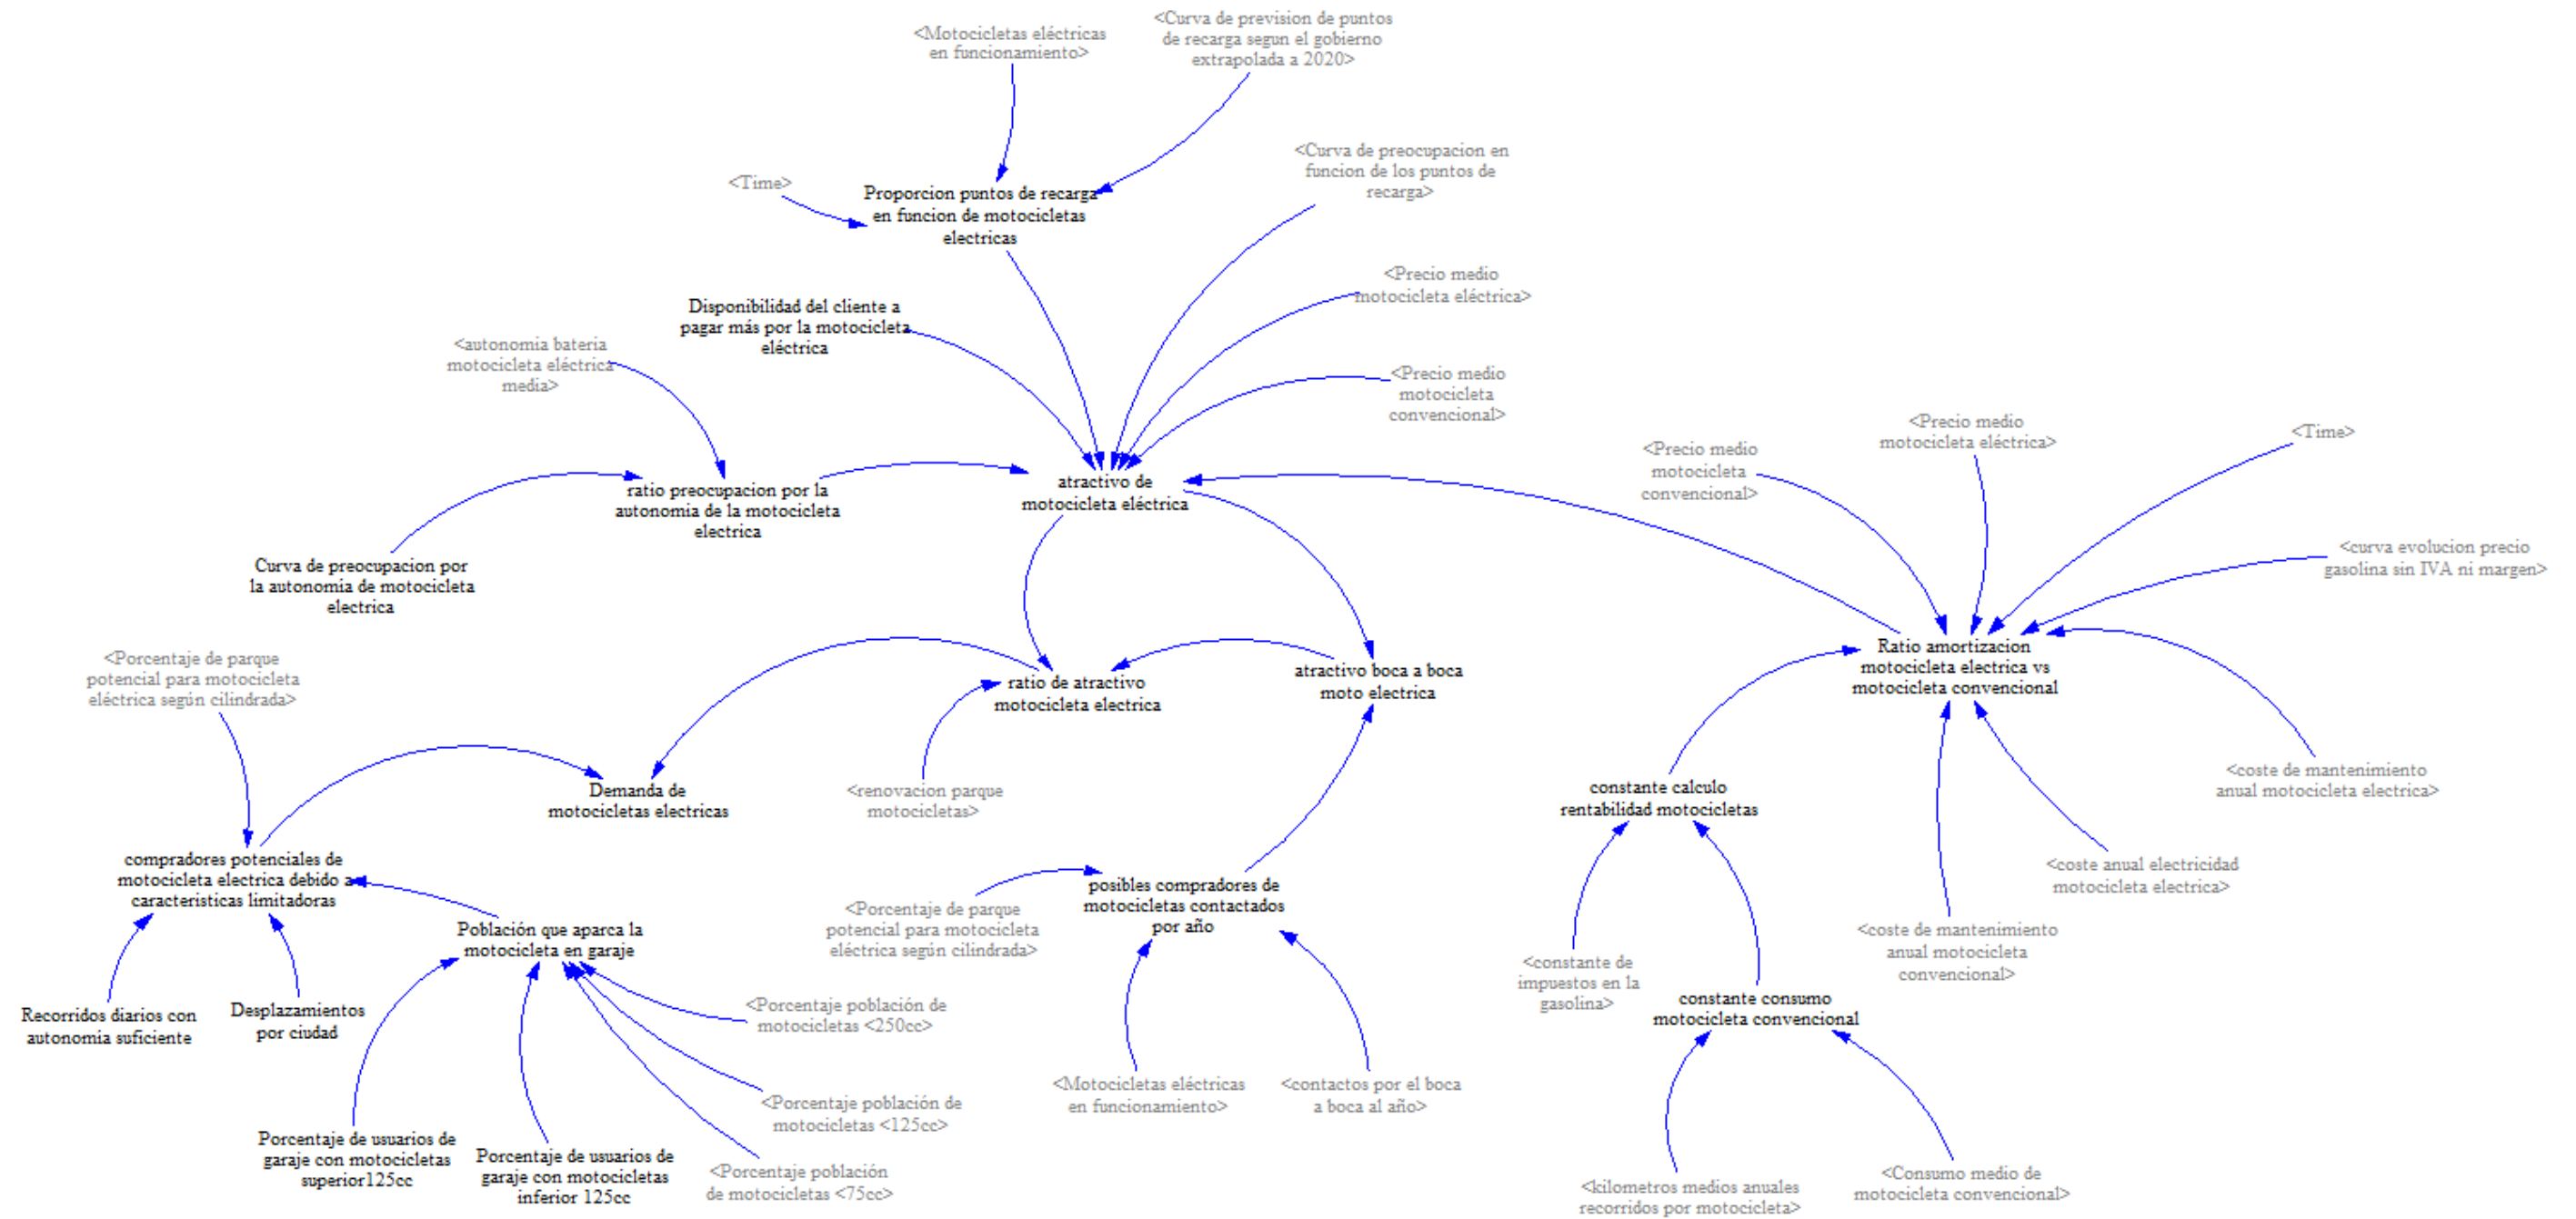 <Motocicletas eléctricas
en funcionamiento>
<Curva de prevision de puntos
de recarga segun el gobierno
extrapolada a 2020>
<Curva de preocupacion en
funcion de los puntos de
recarga>
<Time>
Proporcion puntos de recarga
en funcion de motocicletas
electricas
<Precio medio
motocicleta eléctrica>
Disponibilidad del cliente a
pagar más por la motocicleta
eléctrica
<autonomia bateria
motocicleta eléctrica
media>
<Precio medio
motocicleta
convencional>
<Precio medio
motocicleta
convencional>
<Precio medio
motocicleta eléctrica>
<Time>
ratio preocupacion por la
autonomia de la motocicleta
electrica
atractivo de
motocicleta eléctrica
<curva evolucion precio
gasolina sin IVA ni margen>
Curva de preocupacion por
la autonomia de motocicleta
electrica
<Porcentaje de parque
potencial para motocicleta
eléctrica según cilindrada>
ratio de atractivo
motocicleta electrica
atractivo boca a boca
moto electrica
Ratio amortizacion
motocicleta electrica vs
motocicleta convencional
Demanda de
motocicletas electricas
<renovacion parque
motocicletas>
constante calculo
rentabilidad motocicletas
<coste de mantenimiento
anual motocicleta electrica>
compradores potenciales de
motocicleta electrica debido a
caracteristicas limitadoras
<coste anual electricidad
motocicleta electrica>
Población que aparca la
motocicleta en garaje
<Porcentaje de parque
potencial para motocicleta
eléctrica según cilindrada>
posibles compradores de
motocicletas contactados
por año
<coste de mantenimiento
anual motocicleta
convencional>
<constante de
impuestos en la
gasolina>
constante consumo
motocicleta convencional
Recorridos diarios con
autonomía suficiente
Desplazamientos
por ciudad
<Porcentaje población de
motocicletas <250cc>
<Porcentaje población de
motocicletas <125cc>
<Motocicletas eléctricas
en funcionamiento>
<contactos por el boca
a boca al año>
Porcentaje de usuarios de
garaje con motocicletas
superior125cc
Porcentaje de usuarios de
garaje con motocicletas
inferior 125cc
<Porcentaje población
de motocicletas <75cc>
<kilometros medios anuales
recorridos por motocicleta>
<Consumo medio de
motocicleta convencional>